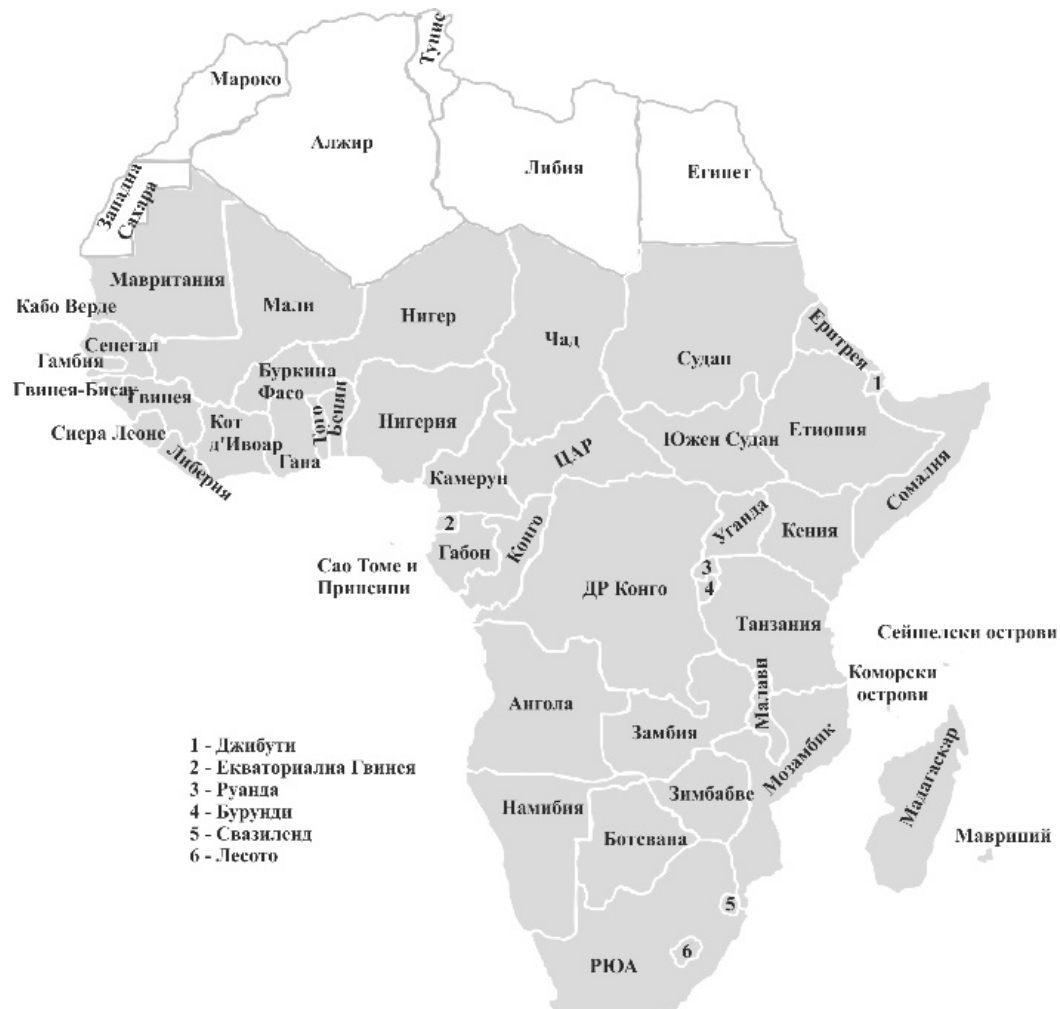 Тунис
Мароко
Алжир
Либия
Египет
Западна
Сахара
Мавритания
Кабо Верде
Мали
Нигер
Чад
Судан
Еритрея
Сенегал
Гамбия
1
Гвинея-Бисау
Гвинея
Буркина
Фасо
Бенин
Того
Нигерия
Южен Судан
Етиопия
Сиера Леоне
Кот
д'Ивоар
Либерия
Гана
ЦАР
Сомалия
Камерун
2
Габон
Конго
Уганда
Кения
Сао Томе и
Принсипи
ДР Конго
3
4
Танзания
Сейшелски острови
Коморски
острови
Ангола
Замбия
Малави
Мозамбик
Мадагаскар
Намибия
Зимбабве
Ботсвана
Мавриций
5
6
РЮА
1 - Джибути
2 - Екваториална Гвинея
3 - Руанда
4 - Бурунди
5 - Свазиленд
6 - Лесото